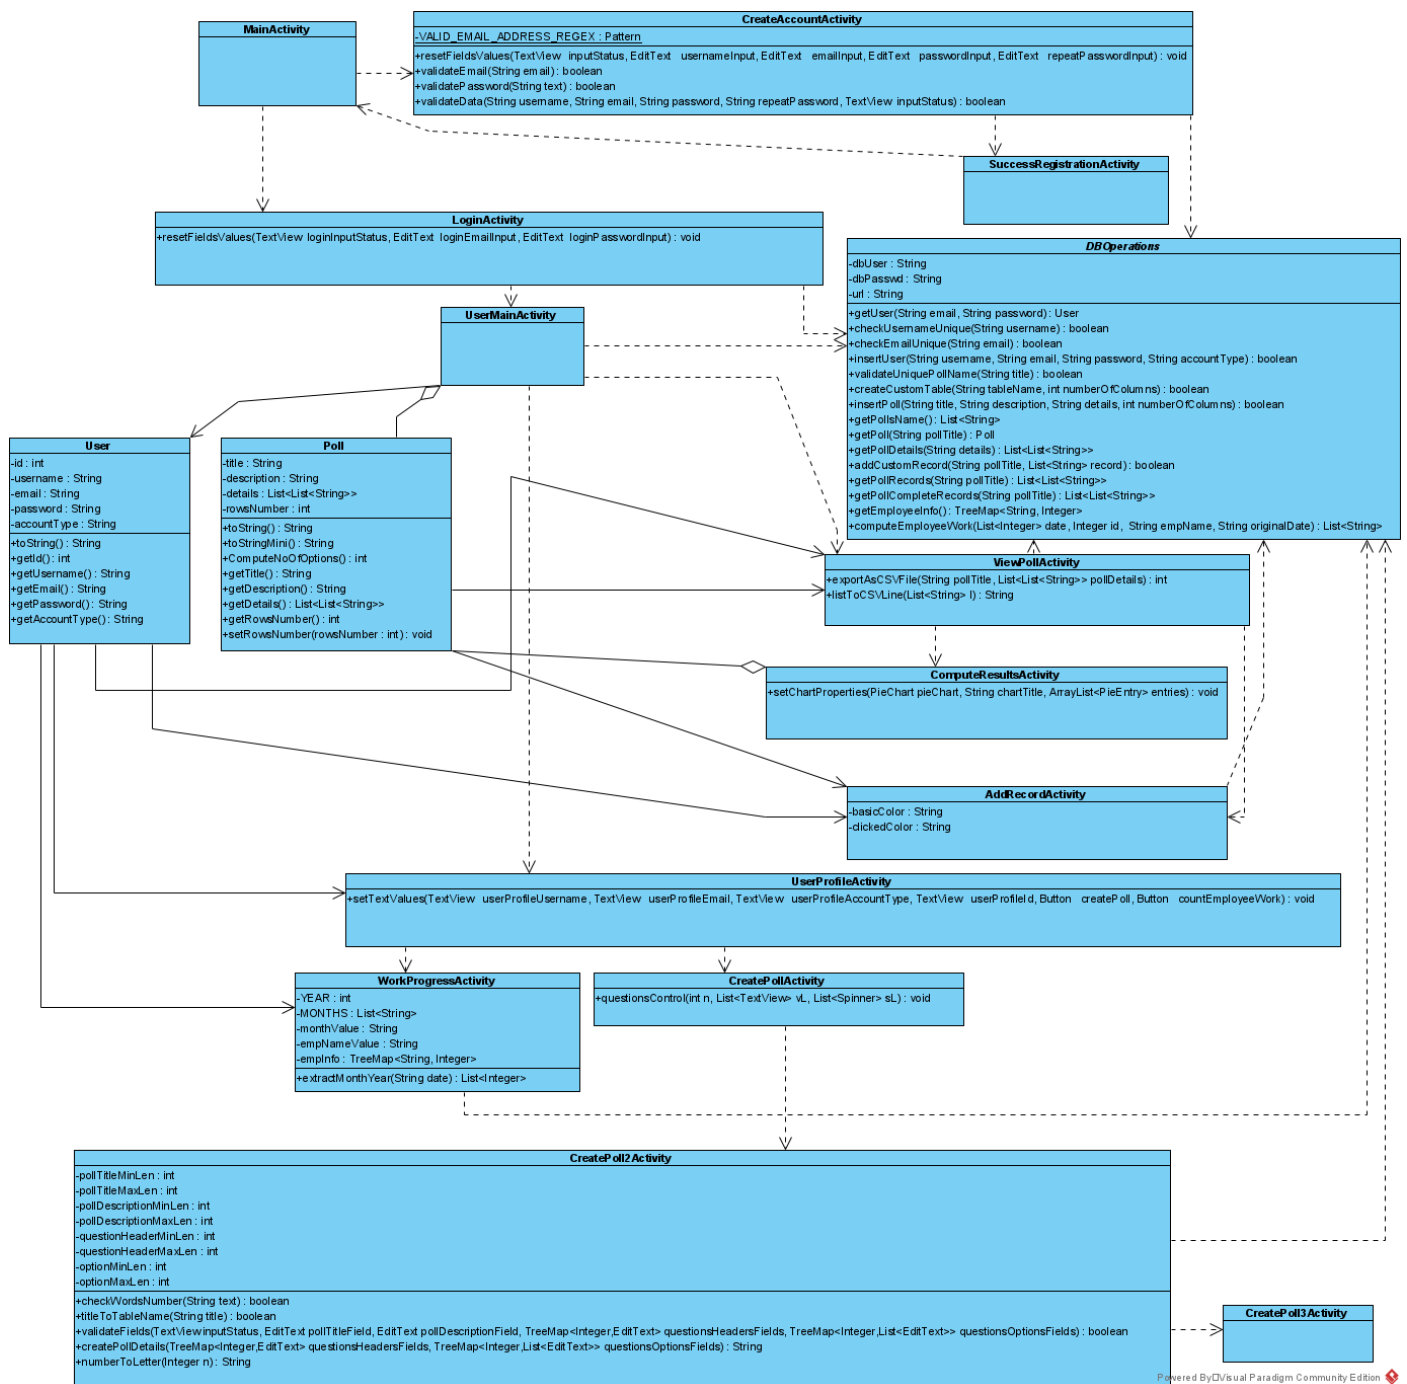 MainActivity
CreateAccountActivity
-VALID_EMAIL_ADDRESS_REGEX : Pattern
+resetFieldsValues(TextView inputStatus, EditText usernameInput, EditText emailInput, EditText passwordInput, EditText repeatPasswordInput) : void
+validateEmail(String email) : boolean
+validatePassword(String text) : boolean
+validateData(String username, String email, String password, String repeatPassword, TextView inputStatus) : boolean
SuccessRegistrationActivity
LoginActivity
+resetFieldsValues(TextView loginInputStatus, EditText loginEmailInput, EditText loginPasswordInput) : void
DBOperations
-dbUser : String
-dbPasswd : String
-url : String
+getUser(String email, String password) : User
+checkUsernameUnique(String username) : boolean
+checkEmailUnique(String email) : boolean
+insertUser(String username, String email, String password, String accountType) : boolean
+validateUniquePollName(String title) : boolean
+createCustomTable(String tableName, int numberOfColumns) : boolean
+insertPoll(String title, String description, String details, int numberOfColumns) : boolean
+getPollsName() : List<String>
+getPoll(String pollTitle) : Poll
+getPollDetails(String details) : List<List<String>>
+addCustomRecord(String pollTitle, List<String> record) : boolean
+getPollRecords(String pollTitle) : List<List<String>>
+getPollCompleteRecords(String pollTitle) : List<List<String>>
+getEmployeeInfo() : TreeMap<String, Integer>
+computeEmployeeWork(List<Integer> date, Integer id, String empName, String originalDate) : List<String>
UserMainActivity
User
-id : int
-username : String
-email : String
-password : String
-accountType : String
+toString() : String
+getId() : int
+getUsername() : String
+getEmail() : String
+getPassword() : String
+getAccountType() : String
Poll
-title : String
-description : String
-details : List<List<String>>
-rowsNumber : int
+toString() : String
+toStringMini() : String
+ComputeNoOfOptions() : int
+getTitle() : String
+getDescription() : String
+getDetails() : List<List<String>>
+getRowsNumber() : int
+setRowsNumber(rowsNumber : int) : void
ViewPollActivity
+exportAsCSVFile(String pollTitle, List<List<String>> pollDetails) : int
+listToCSVLine(List<String> l) : String
ComputeResultsActivity
+setChartProperties(PieChart pieChart, String chartTitle, ArrayList<PieEntry> entries) : void
AddRecordActivity
-basicColor : String
-clickedColor : String
UserProfileActivity
+setTextValues(TextView userProfileUsername, TextView userProfileEmail, TextView userProfileAccountType, TextView userProfileId, Button createPoll, Button countEmployeeWork) : void
WorkProgressActivity
-YEAR : int
-MONTHS : List<String>
-monthValue : String
-empNameValue : String
-empInfo : TreeMap<String, Integer>
+extractMonthYear(String date) : List<Integer>
CreatePollActivity
+questionsControl(int n, List<TextView> vL, List<Spinner> sL) : void
CreatePoll2Activity
-pollTitleMinLen : int
-pollTitleMaxLen : int
-pollDescriptionMinLen : int
-pollDescriptionMaxLen : int
-questionHeaderMinLen : int
-questionHeaderMaxLen : int
-optionMinLen : int
-optionMaxLen : int
+checkWordsNumber(String text) : boolean
+titleToTableName(String title) : boolean
+validateFields(TextViewinputStatus, EditText pollTitleField, EditText pollDescriptionField, TreeMap<Integer,EditText> questionsHeadersFields, TreeMap<Integer,List<EditText>> questionsOptionsFields) : boolean
+createPollDetails(TreeMap<Integer,EditText> questionsHeadersFields, TreeMap<Integer,List<EditText>> questionsOptionsFields) : String
+numberToLetter(Integer n) : String
CreatePoll3Activity
Powered By□Visual Paradigm Community Edition